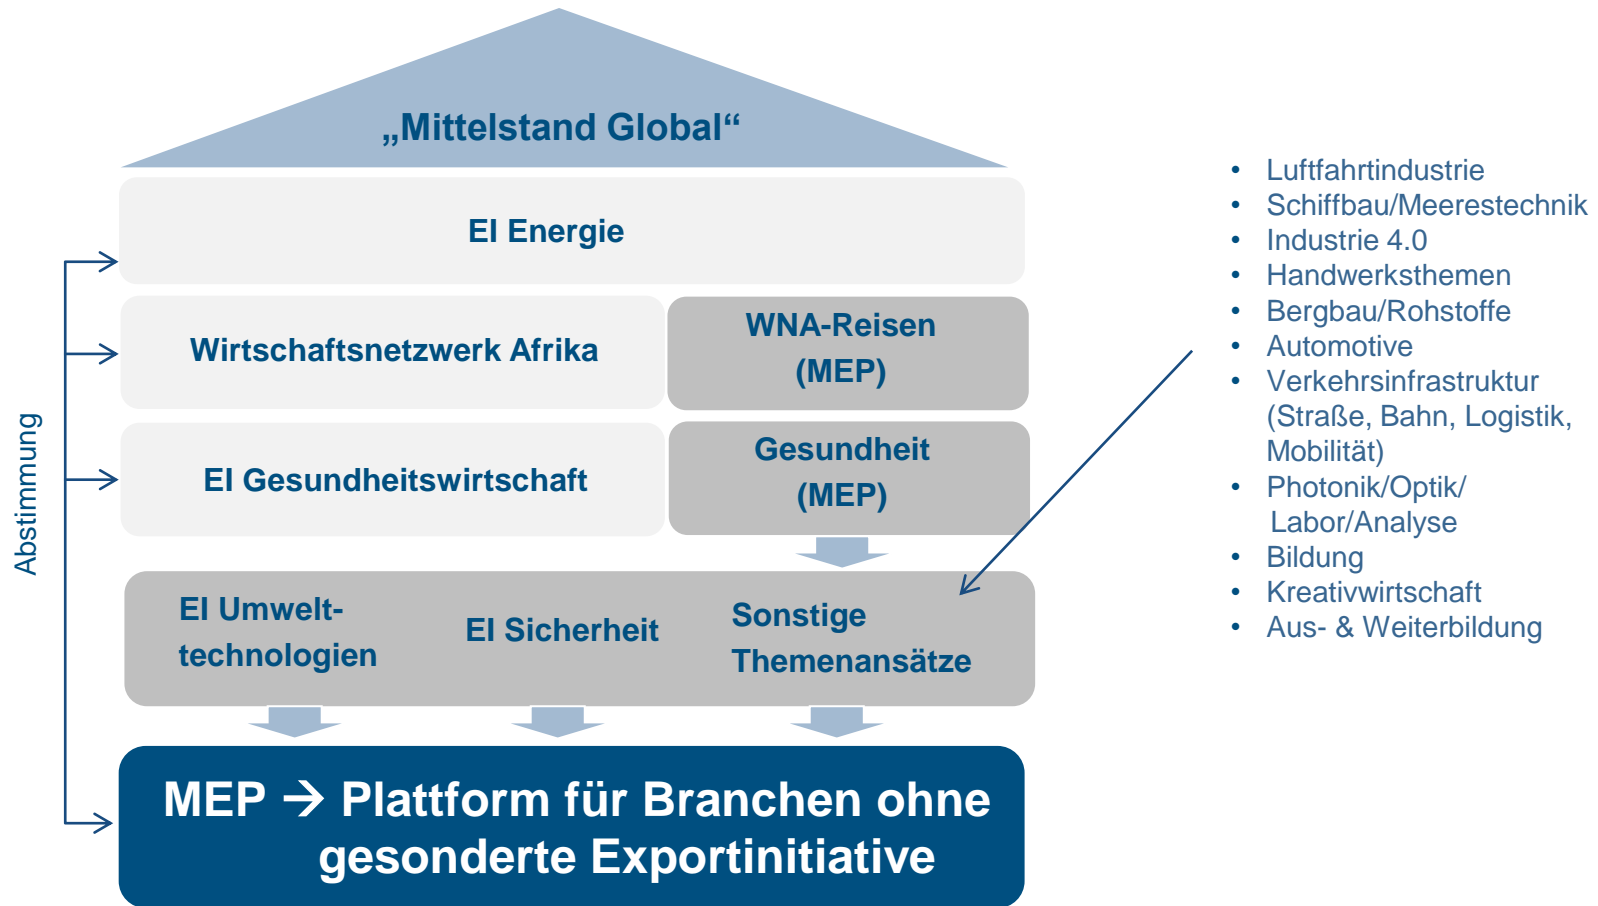 „Mittelstand Global“
EI Energie
Wirtschaftsnetzwerk Afrika
WNA-Reisen
(MEP)
EI Gesundheitswirtschaft
Gesundheit
(MEP)
EI Umwelt-
technologien
EI Sicherheit
Sonstige
Themenansätze
MEP → Plattform für Branchen ohne
gesonderte Exportinitiative
Abstimmung
• Luftfahrtindustrie
• Schiffbau/Meerestechnik
• Industrie 4.0
• Handwerksthemen
• Bergbau/Rohstoffe
• Automotive
• Verkehrsinfrastruktur
(Straße, Bahn, Logistik,
Mobilität)
• Photonik/Optik/
Labor/Analyse
• Bildung
• Kreativwirtschaft
• Aus- & Weiterbildung